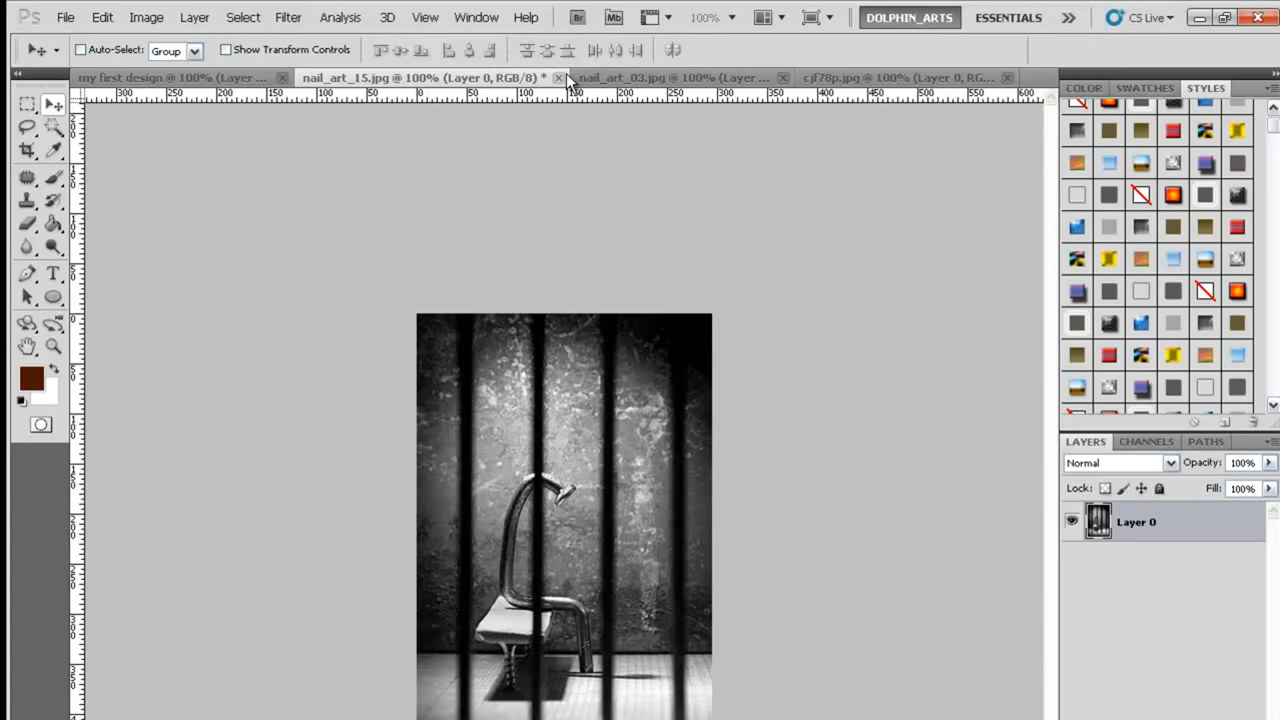 Ps File Edit Image Layer Select Filter Analysis 3D View Window Help Br Mb 100% DOLPHIN_ARTS ESSENTIALS CS Live
Auto-Select: Group Show Transform Controls
my first design @ 100% (Layer ... nail_art_15.jpg @ 100% (Layer 0, RGB/8) * nail_art_03.jpg @ 100% (Layer ... cjf78p.jpg @ 100% (Layer 0, RG...
COLOR SWATCHES STYLES
300 250 200 150 100 50 0 50 100 150 200 250 300 350 400 450 500 550 600
LAYERS CHANNELS PATHS
Normal Opacity: 100%
Lock: Fill: 100%
Layer 0